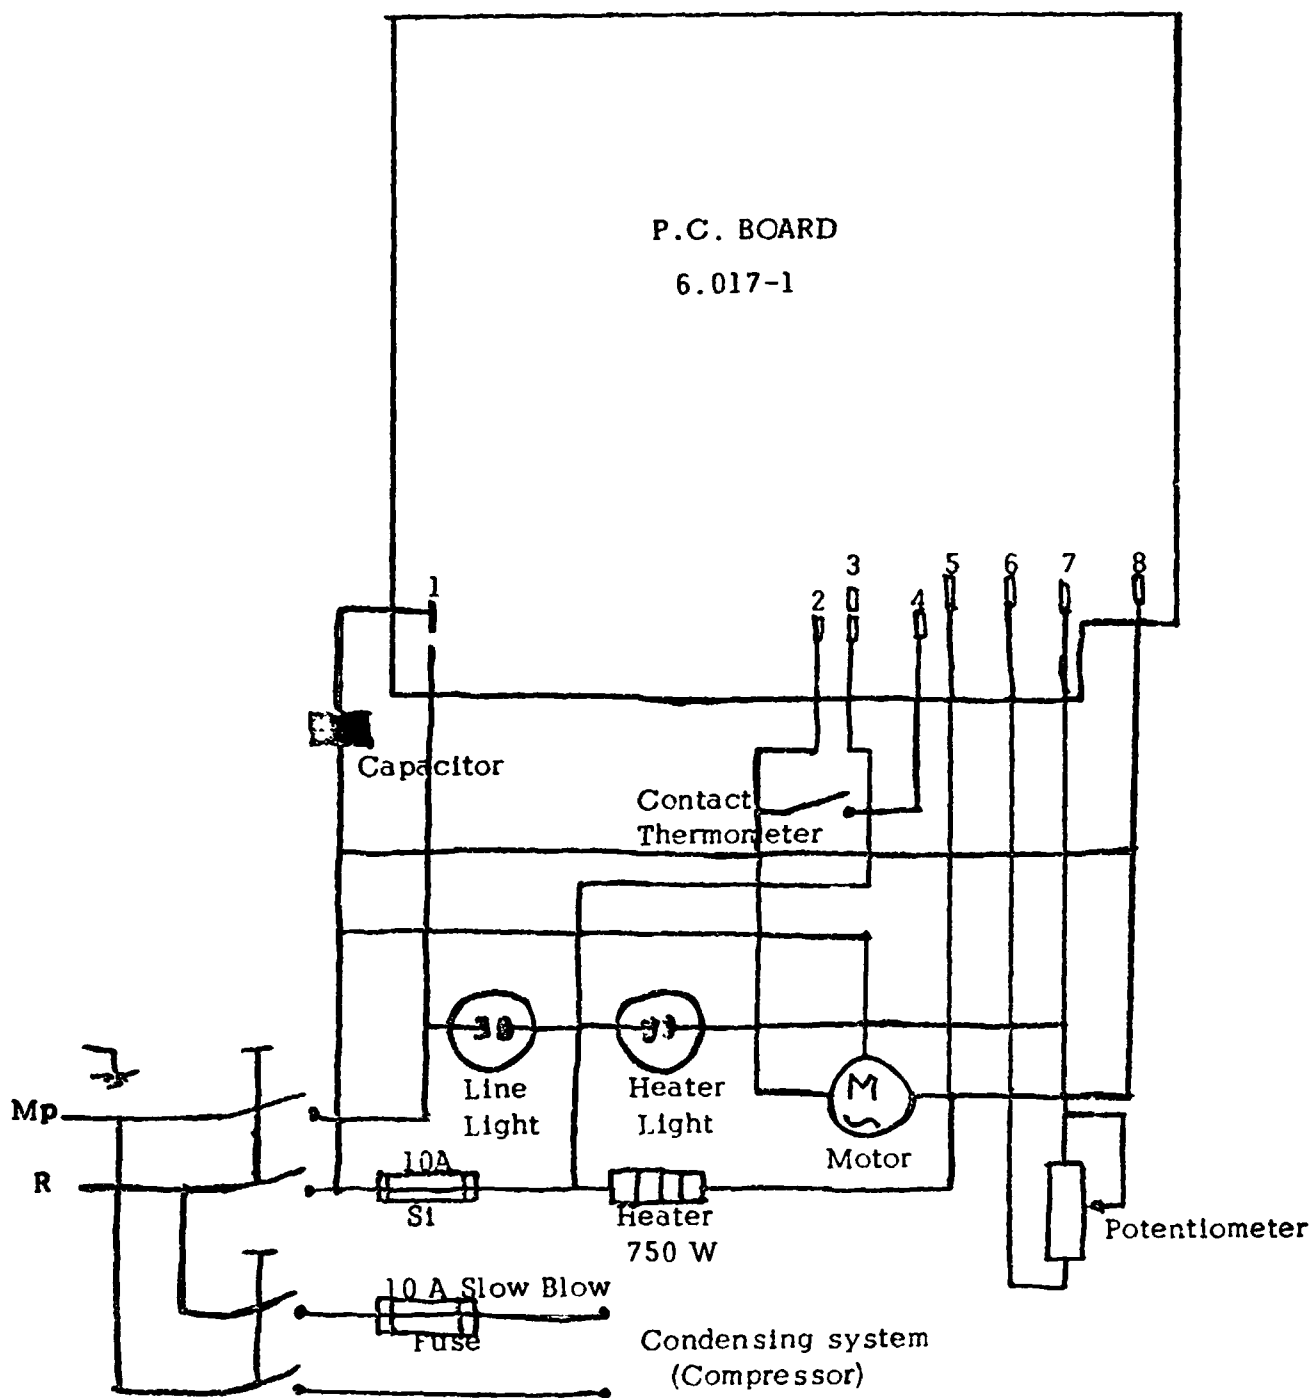 P.C. BOARD
6.017-1
1
2
3
4
5
6
7
8
Capacitor
Contact
Thermometer
Line
Light
Heater
Light
M
Motor
Mp
R
10A
Si
Heater
750 W
Potentiometer
10 A Slow Blow
Fuse
Condensing system
(Compressor)